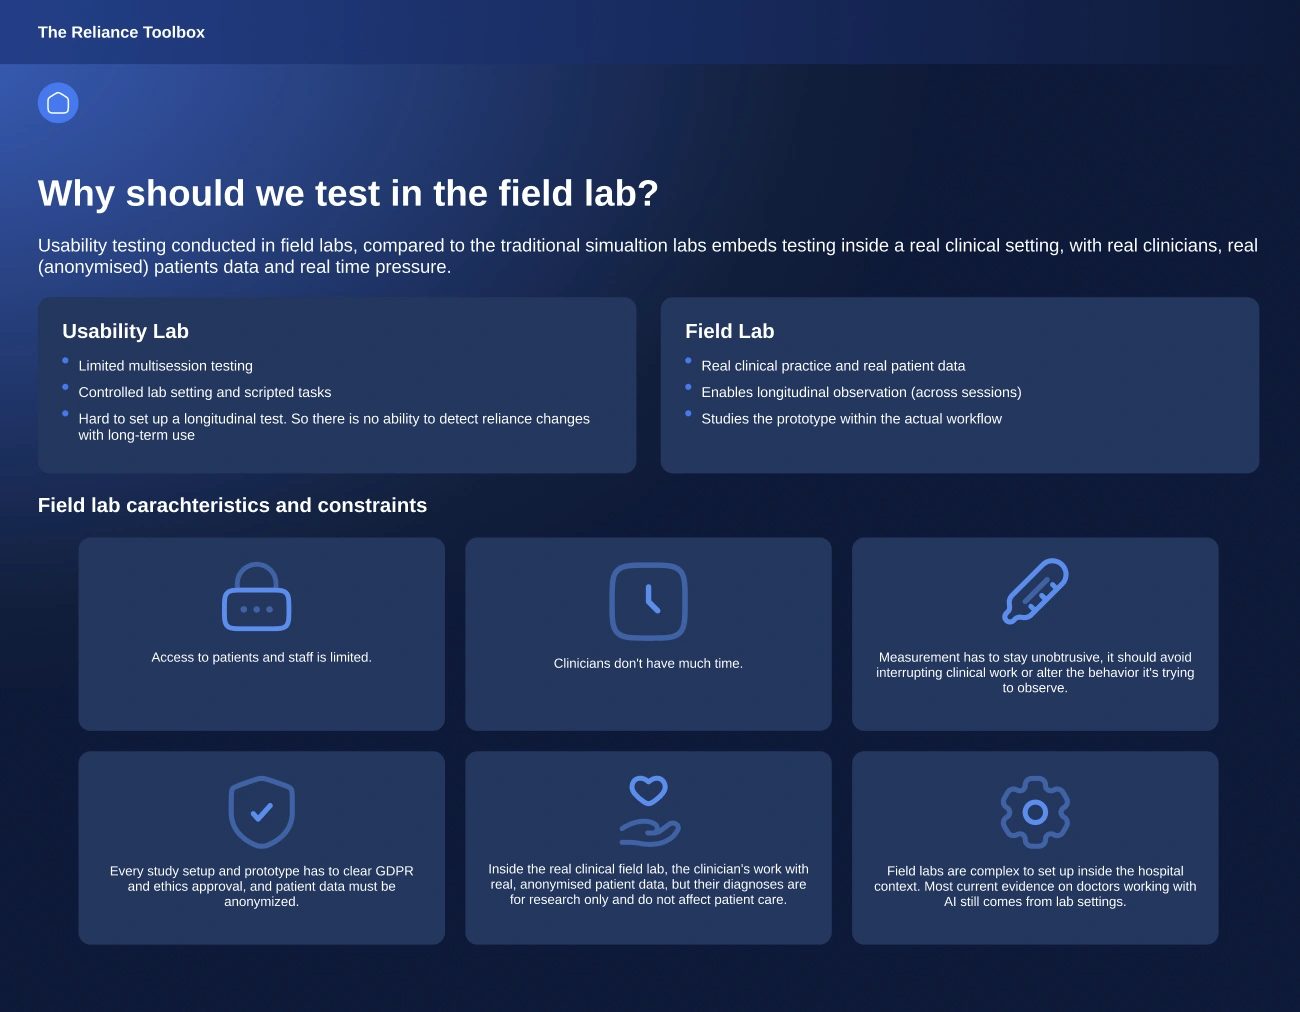 The Reliance Toolbox
Why should we test in the field lab?
Usability testing conducted in field labs, compared to the traditional simualtion labs embeds testing inside a real clinical setting, with real clinicians, real
(anonymised) patients data and real time pressure.
Usability Lab
Limited multisession testing
Controlled lab setting and scripted tasks
Hard to set up a longitudinal test. So there is no ability to detect reliance changes
with long-term use
Field Lab
Real clinical practice and real patient data
Enables longitudinal observation (across sessions)
Studies the prototype within the actual workflow
Field lab carachteristics and constraints
Access to patients and staff is limited.
Clinicians don't have much time.
Measurement has to stay unobtrusive, it should avoid
interrupting clinical work or alter the behavior it's trying
to observe.
Every study setup and prototype has to clear GDPR
and ethics approval, and patient data must be
anonymized.
Inside the real clinical field lab, the clinician's work with
real, anonymised patient data, but their diagnoses are
for research only and do not affect patient care.
Field labs are complex to set up inside the hospital
context. Most current evidence on doctors working with
AI still comes from lab settings.